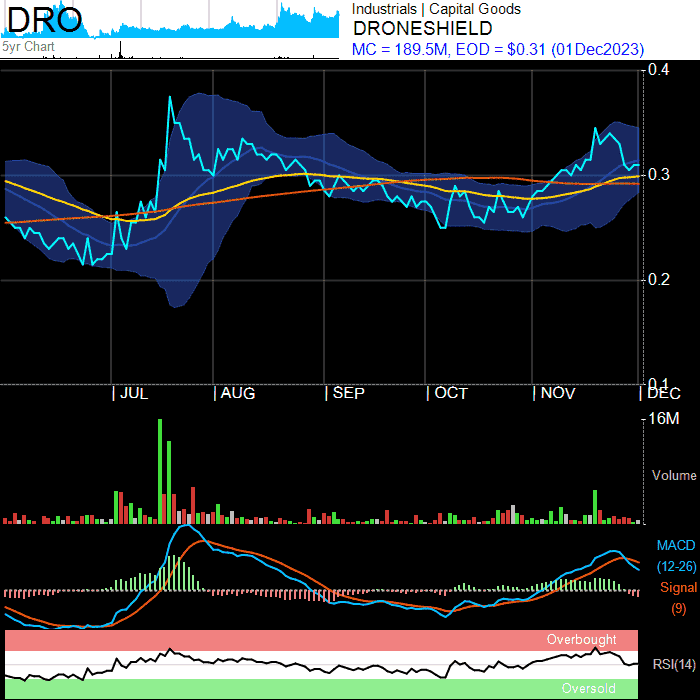 DRO
Industrials | Capital Goods
DRONESHIELD
5yr Chart
MC = 189.5M, EOD = $0.31 (01Dec2023)
0.4
0.3
0.2
0.1
| JUL | AUG | SEP | OCT | NOV | DEC
16M
Volume
MACD
(12-26)
Signal
(9)
Overbought
RSI(14)
Oversold